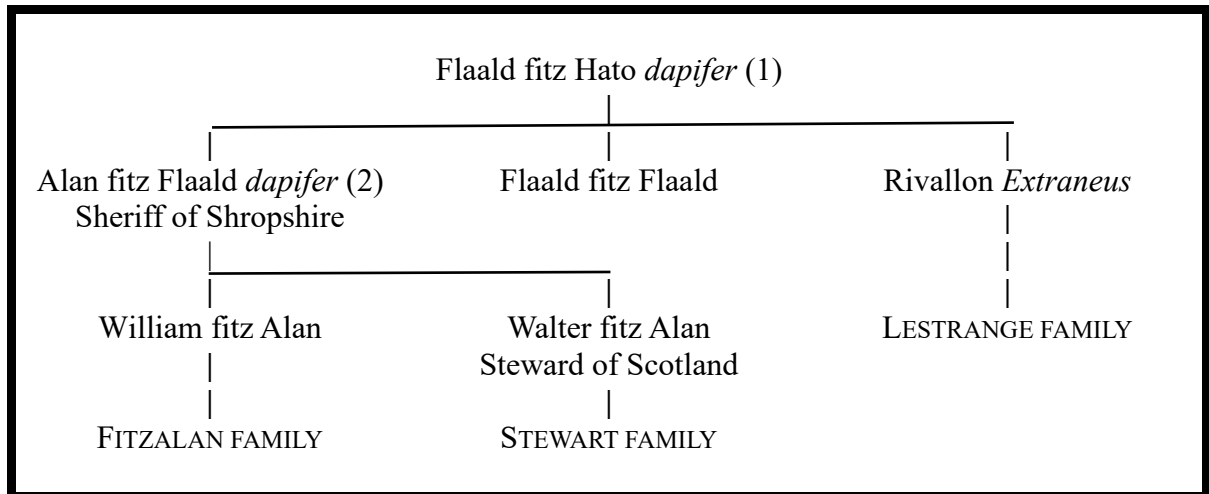 Flaald fitz Hato dapifer (1)
Alan fitz Flaald dapifer (2) Flaald fitz Flaald Rivallon Extraneus
Sheriff of Shropshire
William fitz Alan Walter fitz Alan LESTRANGE FAMILY
Steward of Scotland
FITZALAN FAMILY STEWART FAMILY